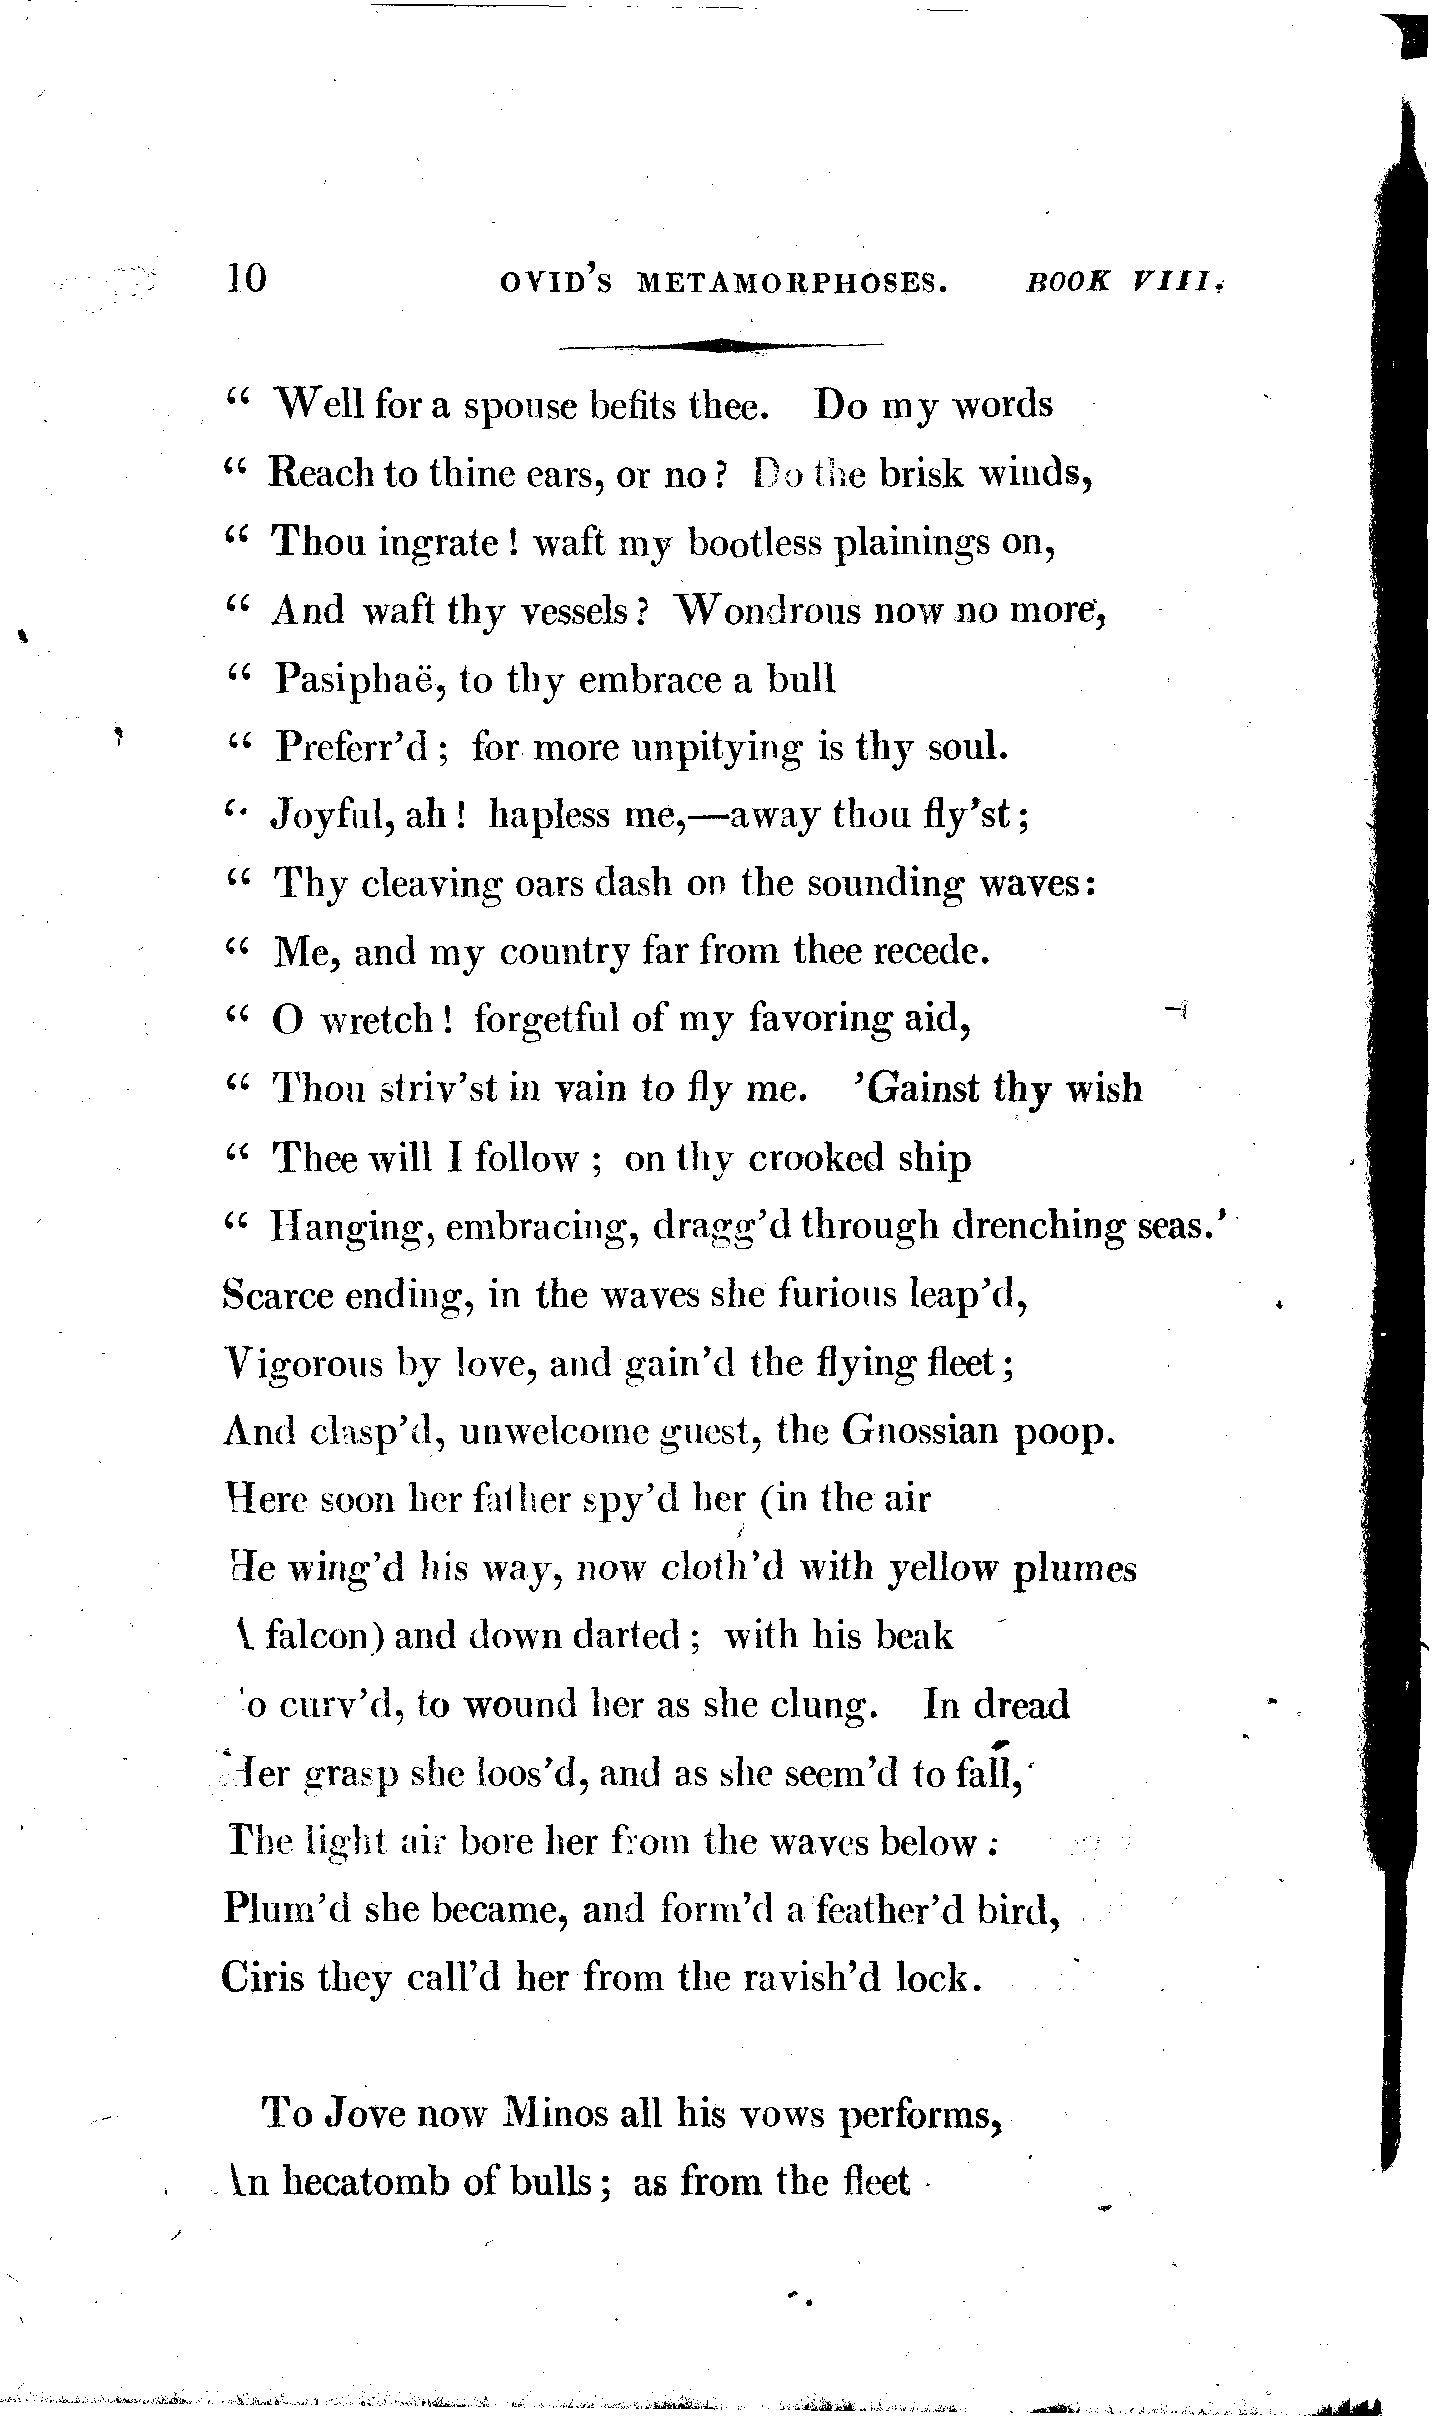 10 OVID'S METAMORPHOSES. BOOK VIII.
“ Well for a spouse befits thee. Do my words
“ Reach to thine ears, or no? Do the brisk winds,
“ Thou ingrate! waft my bootless plainings on,
“ And waft thy vessels? Wondrous now no more,
“ Pasiphaë, to thy embrace a bull
“ Preferr'd; for more unpitying is thy soul.
“ Joyful, ah! hapless me,—away thou fly'st;
“ Thy cleaving oars dash on the sounding waves:
“ Me, and my country far from thee recede.
“ O wretch! forgetful of my favoring aid,
“ Thou striv'st in vain to fly me. 'Gainst thy wish
“ Thee will I follow; on thy crooked ship
“ Hanging, embracing, dragg'd through drenching seas.'
Scarce ending, in the waves she furious leap'd,
Vigorous by love, and gain'd the flying fleet;
And clasp'd, unwelcome guest, the Gnossian poop.
Here soon her father spy'd her (in the air
He wing'd his way, now cloth'd with yellow plumes
A falcon) and down darted; with his beak
So curv'd, to wound her as she clung. In dread
Her grasp she loos'd, and as she seem'd to fall,
The light air bore her from the waves below:
Plum'd she became, and form'd a feather'd bird,
Ciris they call'd her from the ravish'd lock.
To Jove now Minos all his vows performs,
An hecatomb of bulls; as from the fleet